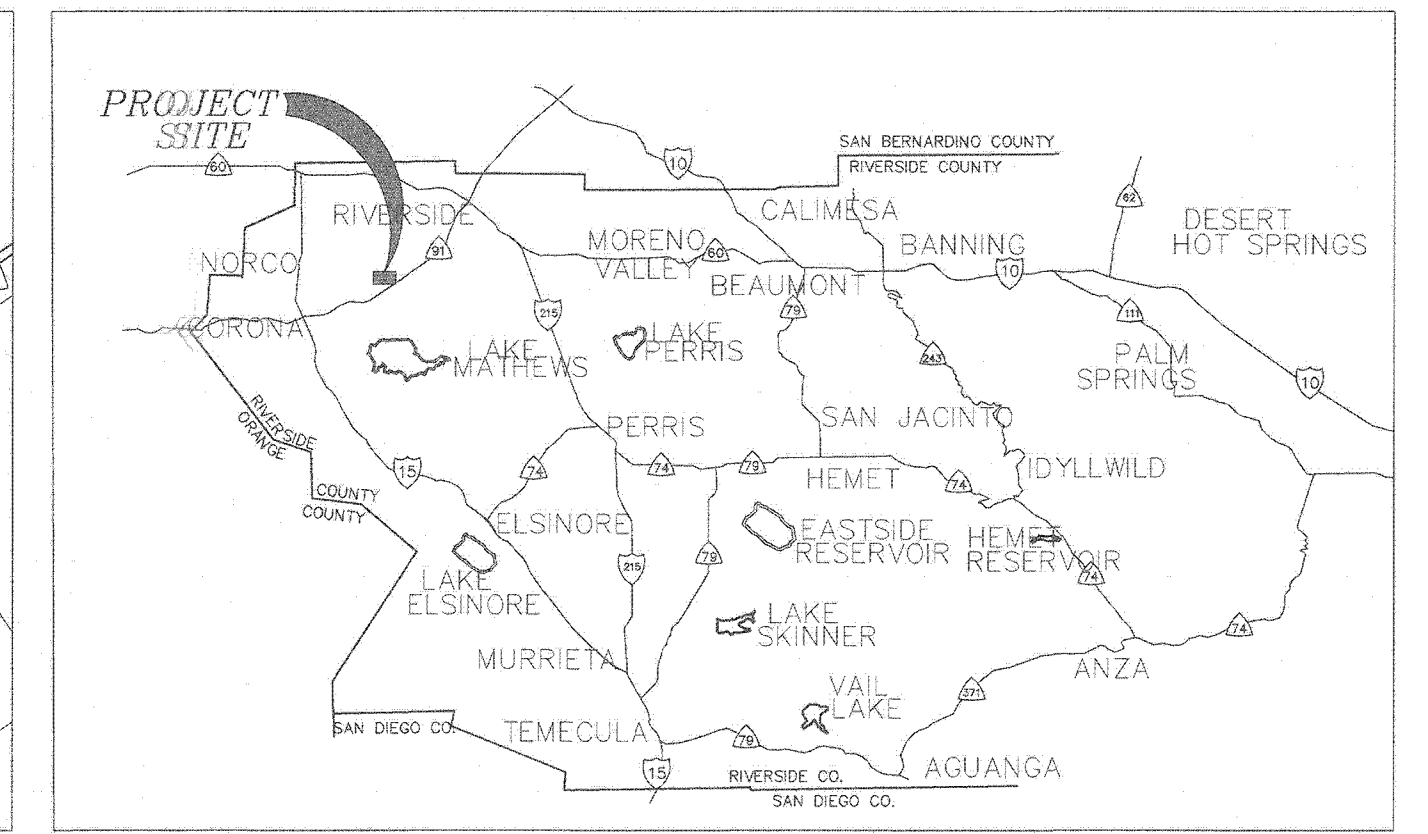 PROJECT
SITE
SAN BERNARDINO COUNTY
RIVERSIDE COUNTY
60
10
62
RIVERSIDE
CALIMESA
DESERT
HOT SPRINGS
91
MORENO
VALLEY
60
BANNING
NORCO
BEAUMONT
10
79
111
215
CORONA
LAKE
MATHEWS
LAKE
PERRIS
243
PALM
SPRINGS
10
RIVERSIDE
ORANGE
PERRIS
SAN JACINTO
15
74
74
79
HEMET
74
IDYLLWILD
COUNTY
COUNTY
ELSINORE
EASTSIDE
RESERVOIR
HEMET
RESERVOIR
215
79
74
LAKE
ELSINORE
LAKE
SKINNER
74
MURRIETA
ANZA
371
VAIL
LAKE
SAN DIEGO CO.
TEMECULA
79
15
RIVERSIDE CO.
SAN DIEGO CO.
AGUANGA